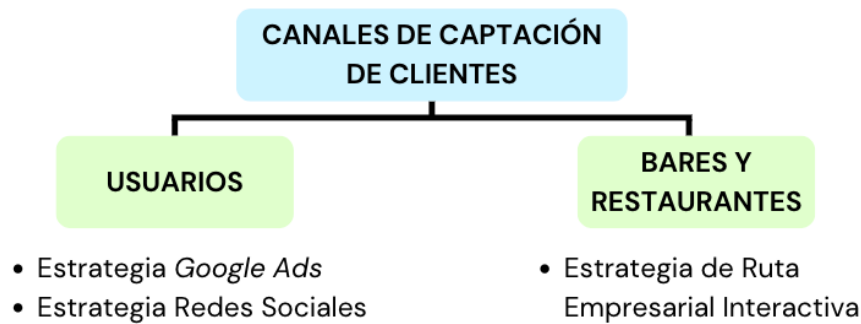 CANALES DE CAPTACIÓN
DE CLIENTES
USUARIOS
• Estrategia Google Ads
• Estrategia Redes Sociales
BARES Y
RESTAURANTES
• Estrategia de Ruta
Empresarial Interactiva